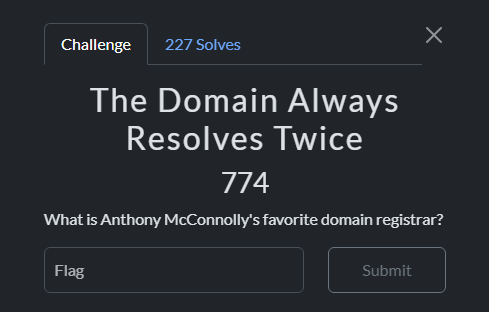 Challenge
227 Solves
The Domain Always
Resolves Twice
774
What is Anthony McConnolly's favorite domain registrar?
Flag
Submit